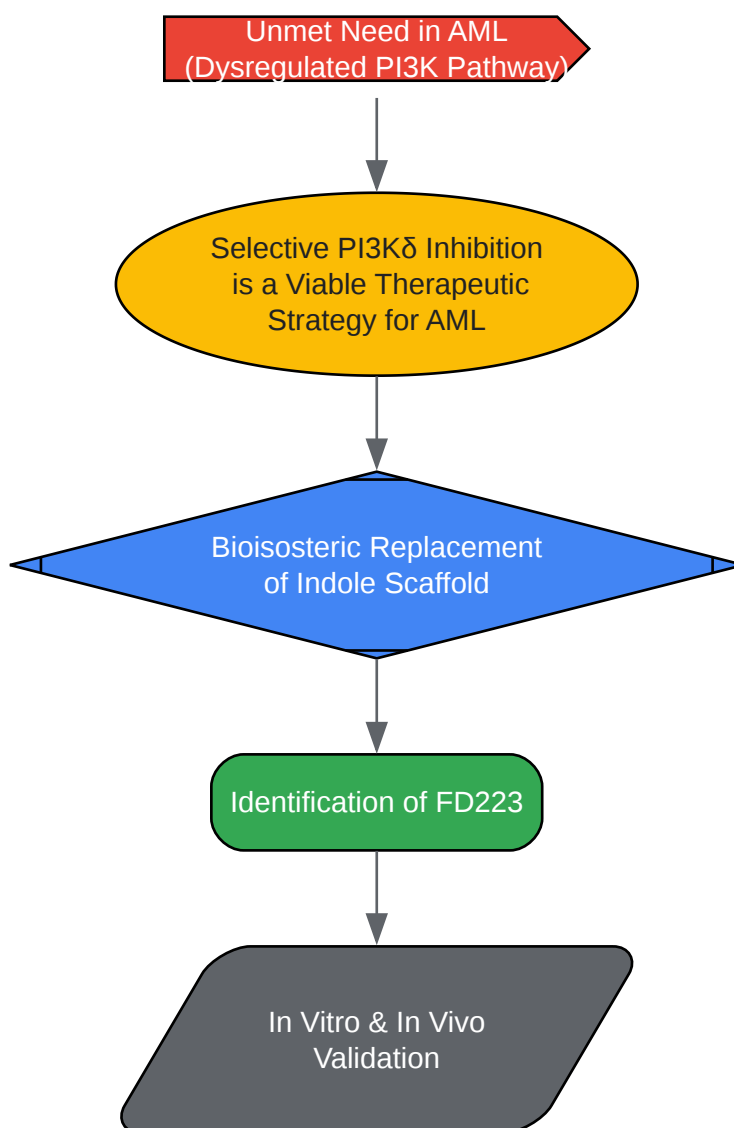 Unmet Need in AML
(Dysregulated PI3K Pathway)
Selective PI3Kδ Inhibition
is a Viable Therapeutic
Strategy for AML
Bioisosteric Replacement
of Indole Scaffold
Identification of FD223
In Vitro & In Vivo
Validation